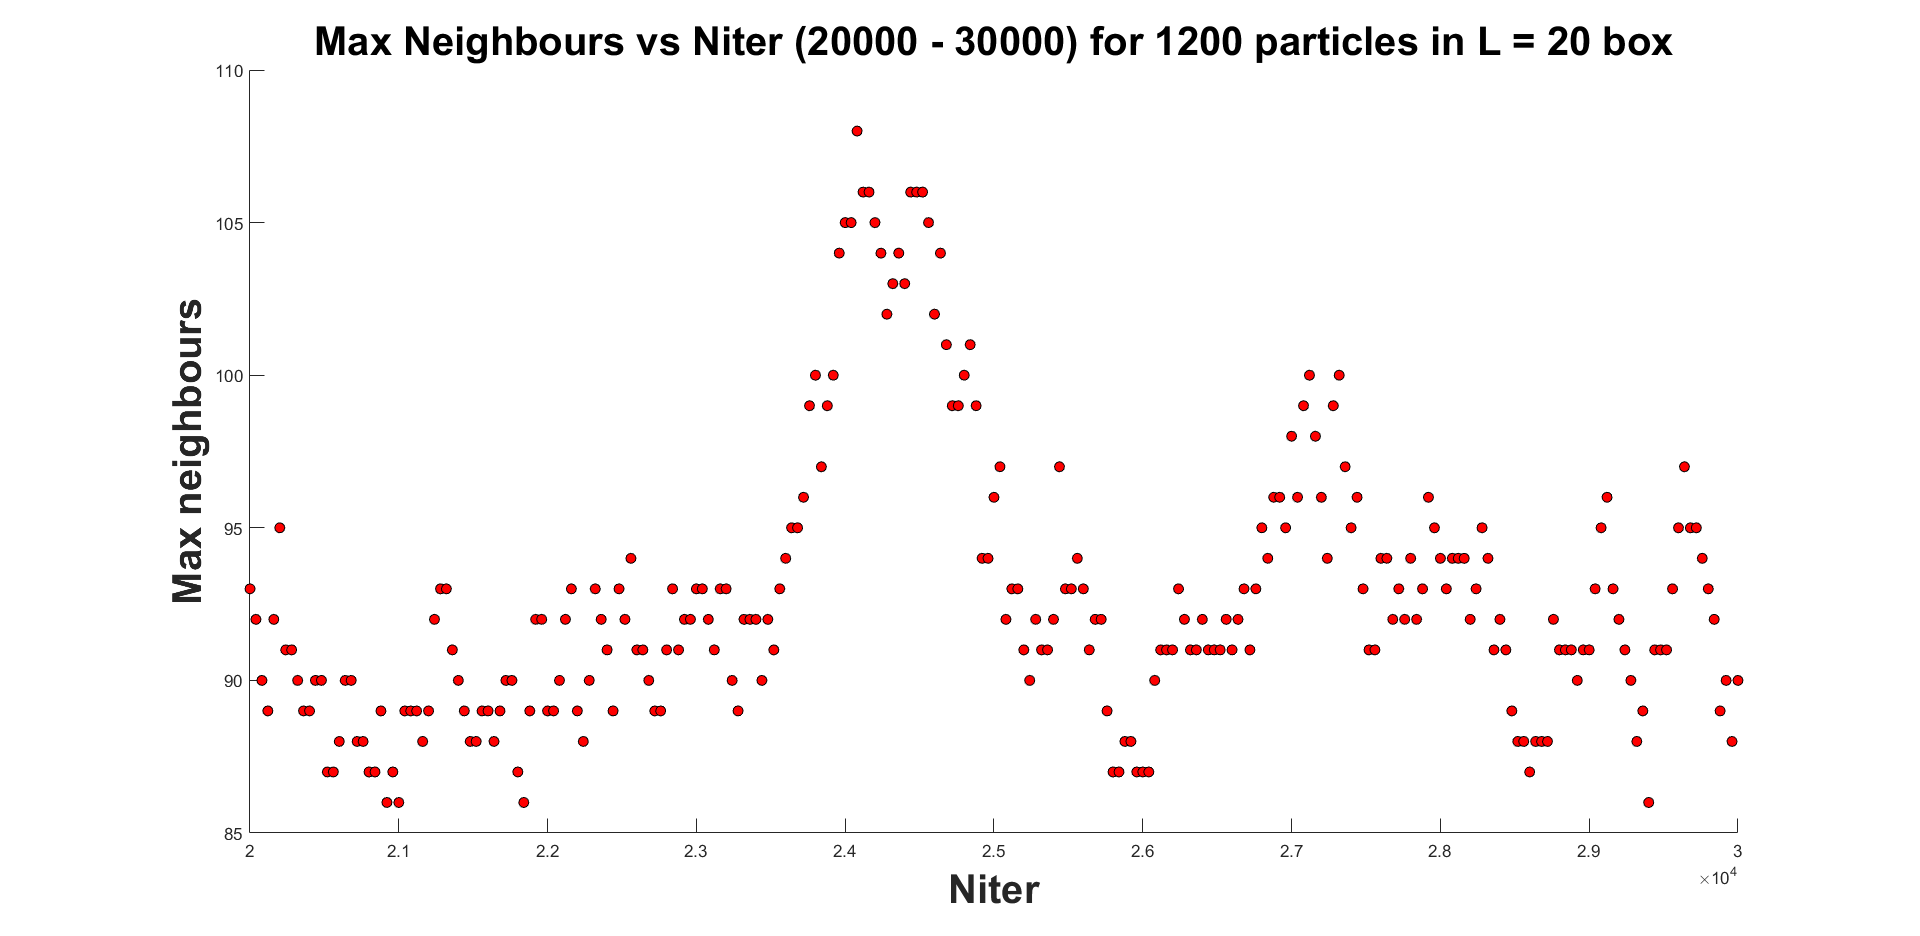 Max Neighbours vs Niter (20000 - 30000) for 1200 particles in L = 20 box
Max neighbours
110
105
100
95
90
85
2 2.1 2.2 2.3 2.4 2.5 2.6 2.7 2.8 2.9 3
×10⁴
Niter